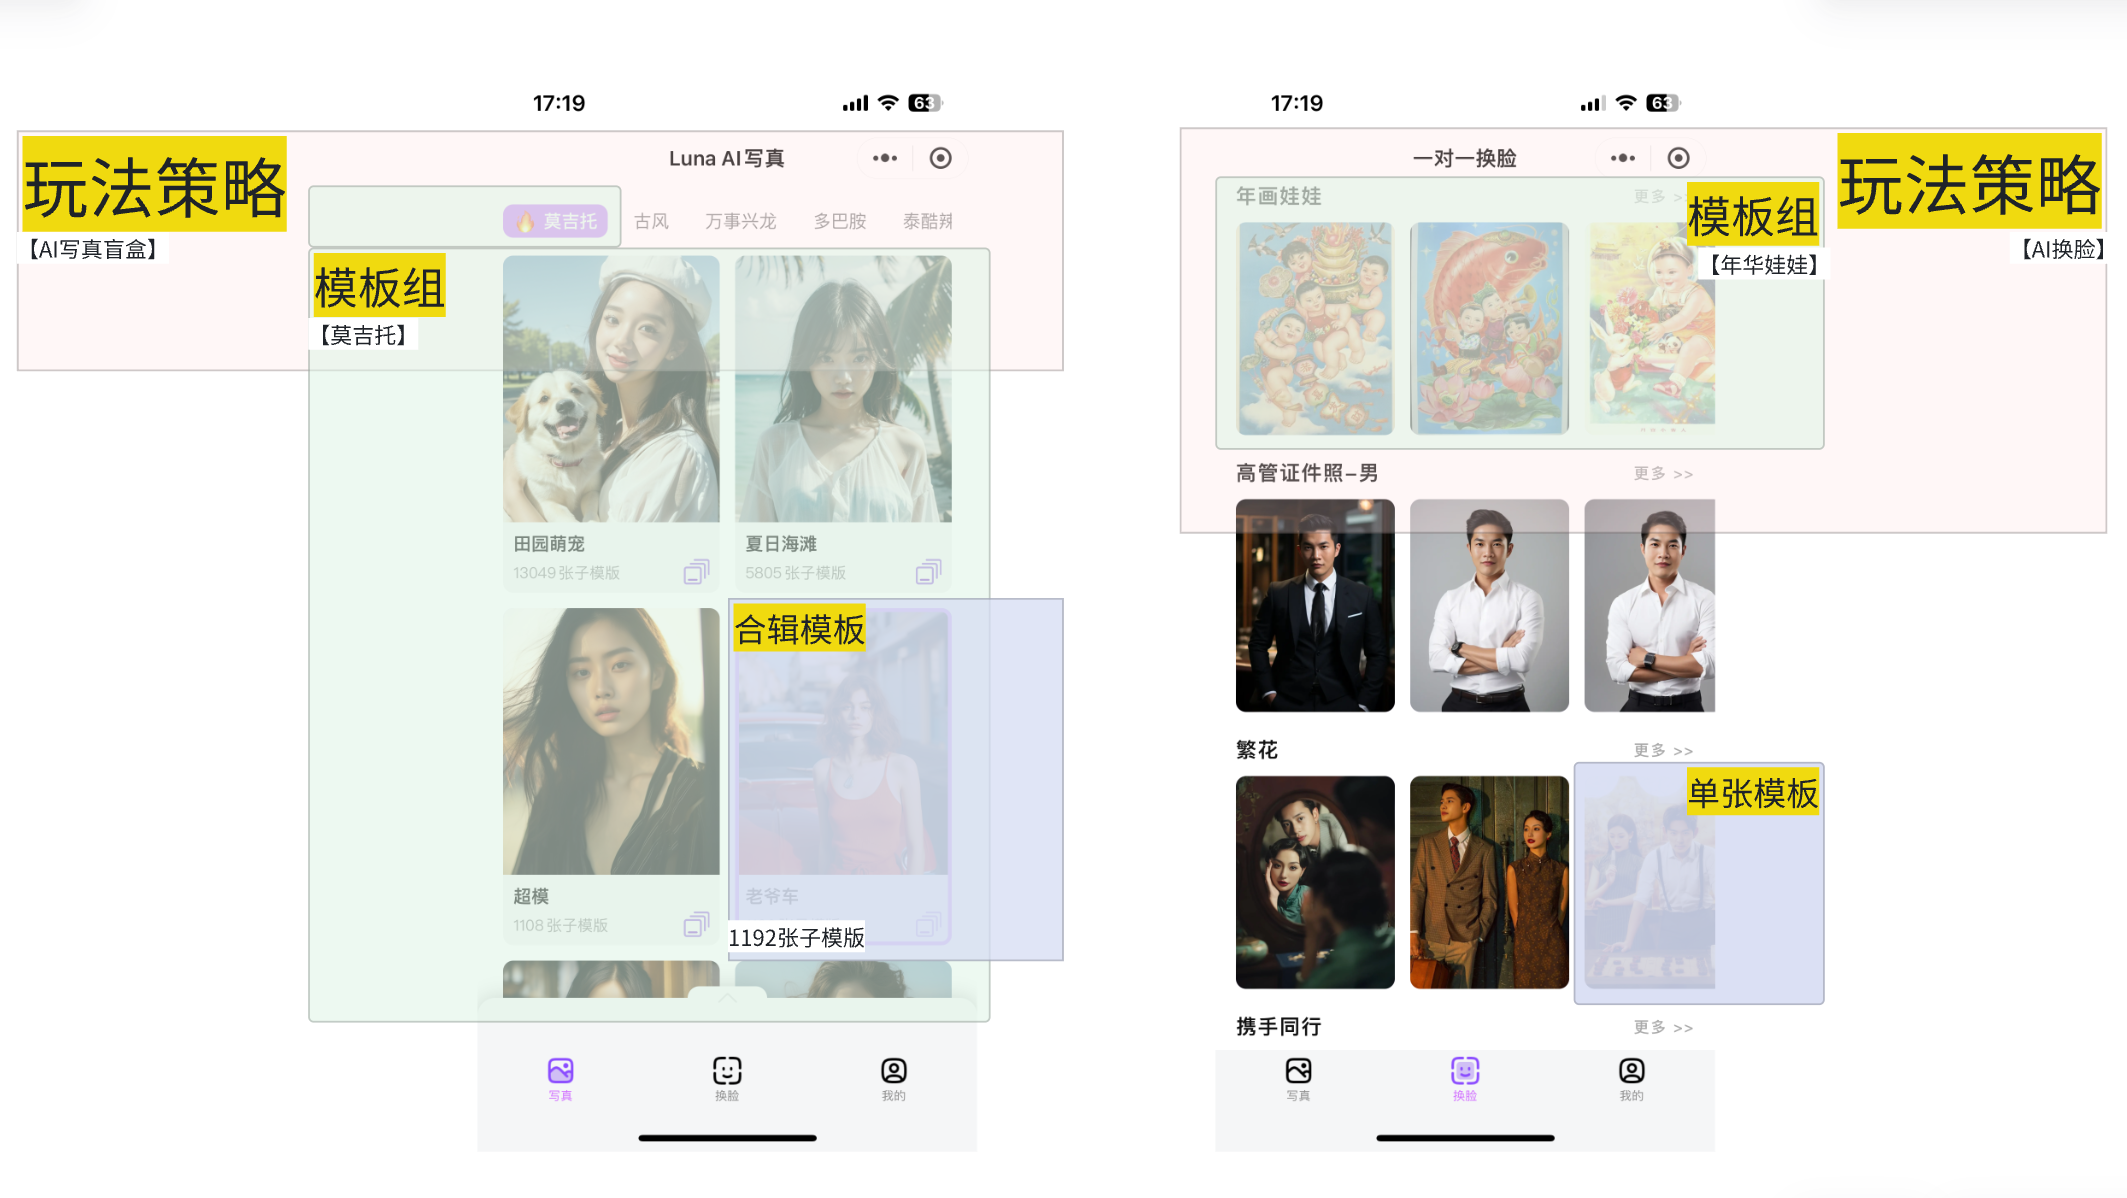 17:19
63
玩法策略
【AI写真盲盒】
Luna AI写真
莫吉托
古风
万事兴龙
多巴胺
泰酷辣
模板组
【莫吉托】
田园萌宠
13049张子模版
夏日海滩
5805张子模版
合辑模板
超模
1108张子模版
老爷车
1192张子模版
写真
换脸
我的
17:19
63
一对一换脸
玩法策略
【AI换脸】
年画娃娃
更多 >
模板组
【年华娃娃】
高管证件照-男
更多 >>
繁花
更多 >>
单张模板
携手同行
更多 >>
写真
换脸
我的